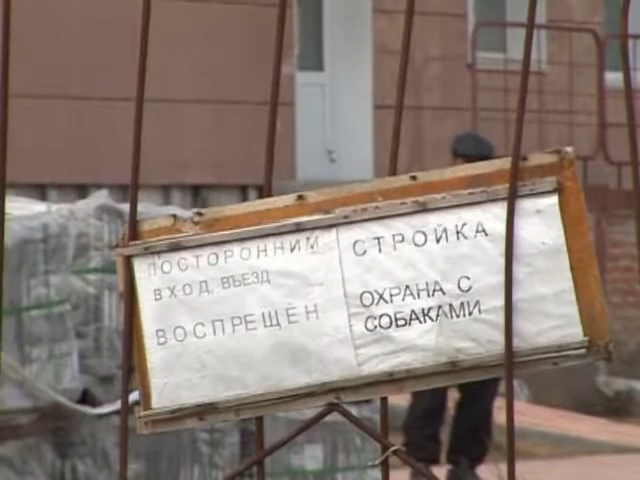 ПОСТОРОННИМ
ВХОД, ВЪЕЗД
ВОСПРЕЩЁН
СТРОЙКА
ОХРАНА С
СОБАКАМИ